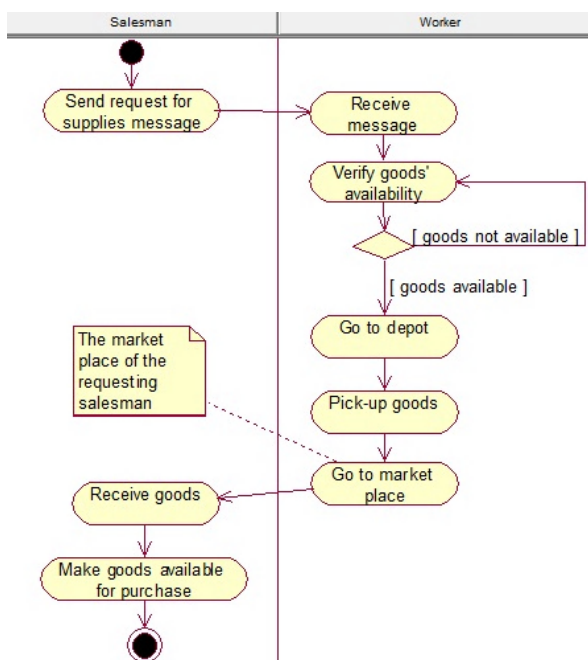 Salesman
Worker
Send request for
supplies message
Receive
message
Verify goods'
availability
[ goods not available ]
[ goods available ]
Go to depot
The market
place of the
requesting
salesman
Pick-up goods
Go to market
place
Receive goods
Make goods available
for purchase